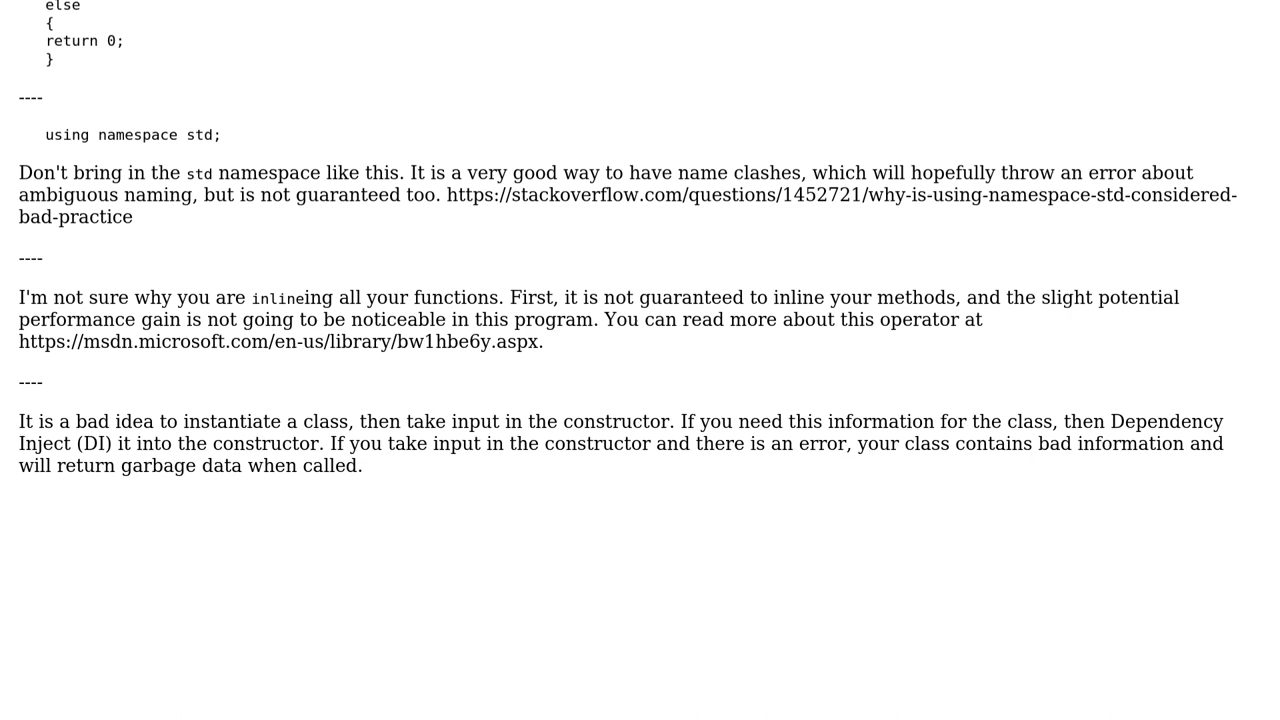 else
{
return 0;
}
----
using namespace std;
Don't bring in the std namespace like this. It is a very good way to have name clashes, which will hopefully throw an error about
ambiguous naming, but is not guaranteed too. https://stackoverflow.com/questions/1452721/why-is-using-namespace-std-considered-
bad-practice
----
I'm not sure why you are inlineing all your functions. First, it is not guaranteed to inline your methods, and the slight potential
performance gain is not going to be noticeable in this program. You can read more about this operator at
https://msdn.microsoft.com/en-us/library/bw1hbe6y.aspx.
----
It is a bad idea to instantiate a class, then take input in the constructor. If you need this information for the class, then Dependency
Inject (DI) it into the constructor. If you take input in the constructor and there is an error, your class contains bad information and
will return garbage data when called.